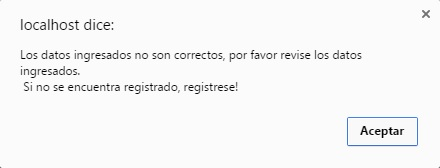 localhost dice:
Los datos ingresados no son correctos, por favor revise los datos
ingresados.
Si no se encuentra registrado, registrese!
Aceptar